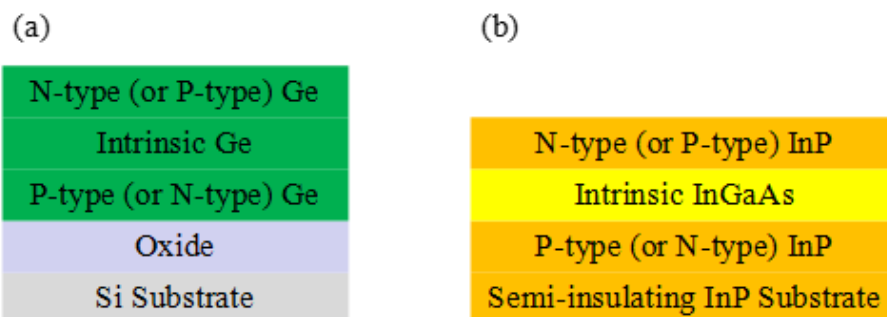 (a)
N-type (or P-type) Ge
Intrinsic Ge
P-type (or N-type) Ge
Oxide
Si Substrate
(b)
N-type (or P-type) InP
Intrinsic InGaAs
P-type (or N-type) InP
Semi-insulating InP Substrate